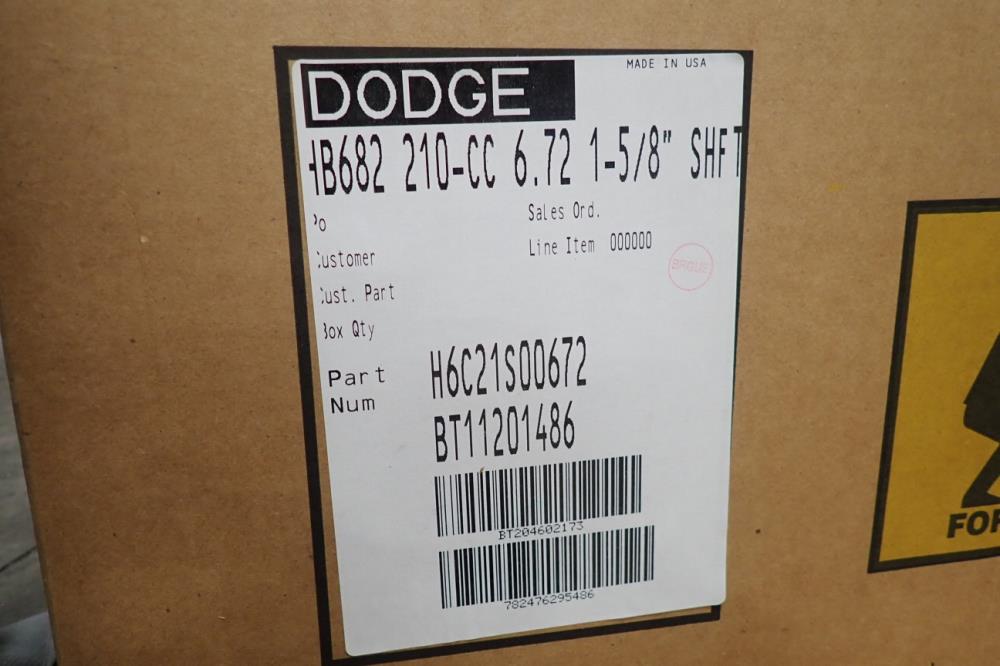 DODGE
MADE IN USA
HB682 210-CC 6.72 1-5/8" SHFT
Sales Ord.
Customer
Line Item 000000
Cust. Part
Box Qty
Part
Num
H6C21S00672
BT11201486
BT204602173
782476295486
FOR